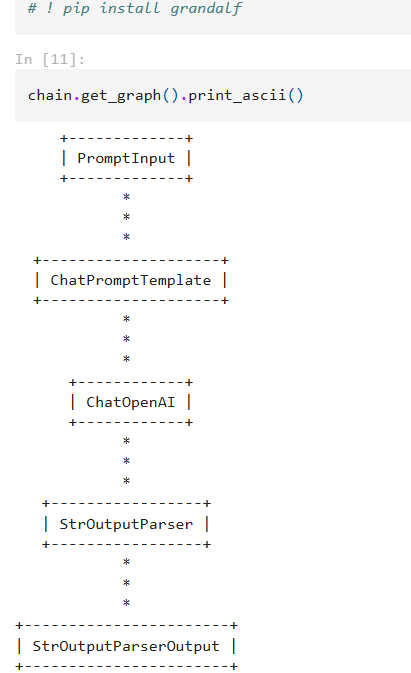 # ! pip install grandalf
In [11]:
chain.get_graph().print_ascii()
+-------------+
| PromptInput |
+-------------+
*
*
*
+--------------------+
| ChatPromptTemplate |
+--------------------+
*
*
*
+------------+
| ChatOpenAI |
+------------+
*
*
*
+-----------------+
| StrOutputParser |
+-----------------+
*
*
*
+-----------------------+
| StrOutputParserOutput |
+-----------------------+